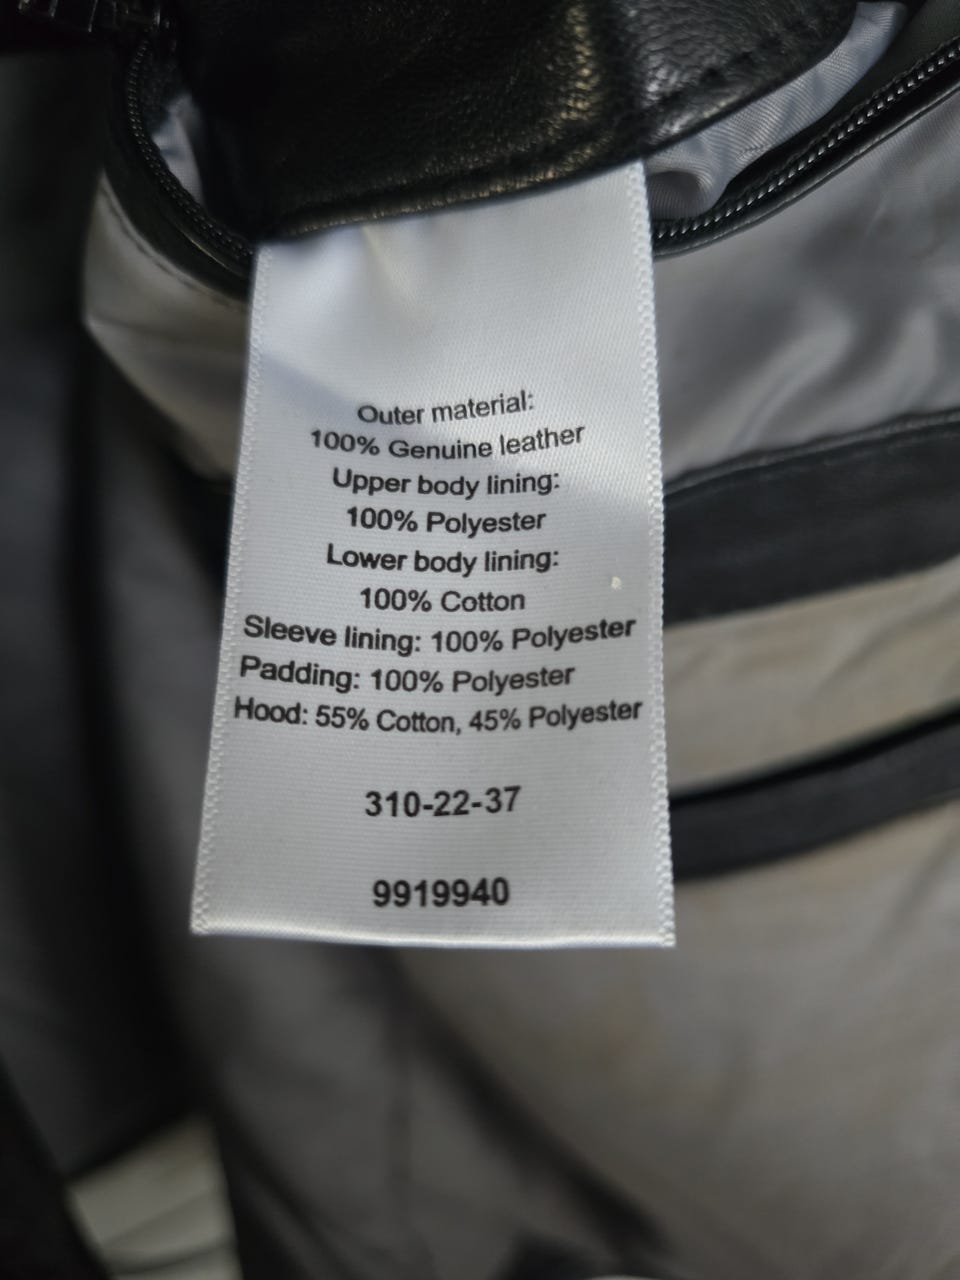 Outer material:
100% Genuine leather
Upper body lining:
100% Polyester
Lower body lining:
100% Cotton
Sleeve lining: 100% Polyester
Padding: 100% Polyester
Hood: 55% Cotton, 45% Polyester
310-22-37
9919940